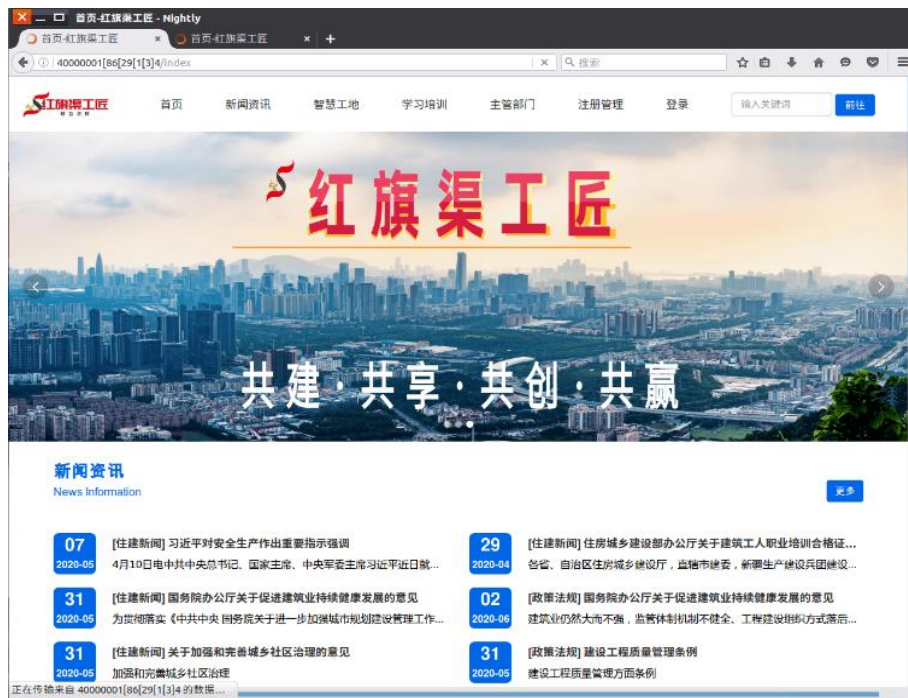 首页-红旗渠工匠 - Nightly
首页-红旗渠工匠
首页-红旗渠工匠
40000001[86[29[1[3]4/index
搜索
红旗渠工匠
首页
新闻资讯
智慧工地
学习培训
主管部门
注册管理
登录
输入关键词
前往
红旗渠工匠
共建·共享·共创·共赢
新闻资讯
News Information
更多
07
2020-05
[住建新闻] 习近平对安全生产作出重要指示强调
4月10日电中共中央总书记、国家主席、中央军委主席习近平近日就...
29
2020-04
[住建新闻] 住房城乡建设部办公厅关于建筑工人职业培训合格证...
各省、自治区住房城乡建设厅，直辖市建委，新疆生产建设兵团建设...
31
2020-05
[住建新闻] 国务院办公厅关于促进建筑业持续健康发展的意见
为贯彻落实《中共中央 国务院关于进一步加强城市规划建设管理工作...
02
2020-06
[政策法规] 国务院办公厅关于促进建筑业持续健康发展的意见
建筑业仍然大而不强，监管体制机制不健全、工程建设组织方式落后...
31
2020-05
[住建新闻] 关于加强和完善城乡社区治理的意见
加强和完善城乡社区治理
31
2020-05
[政策法规] 建设工程质量管理条例
建设工程质量管理方面条例
正在传输来自 40000001[86[29[1[3]4 的数据...